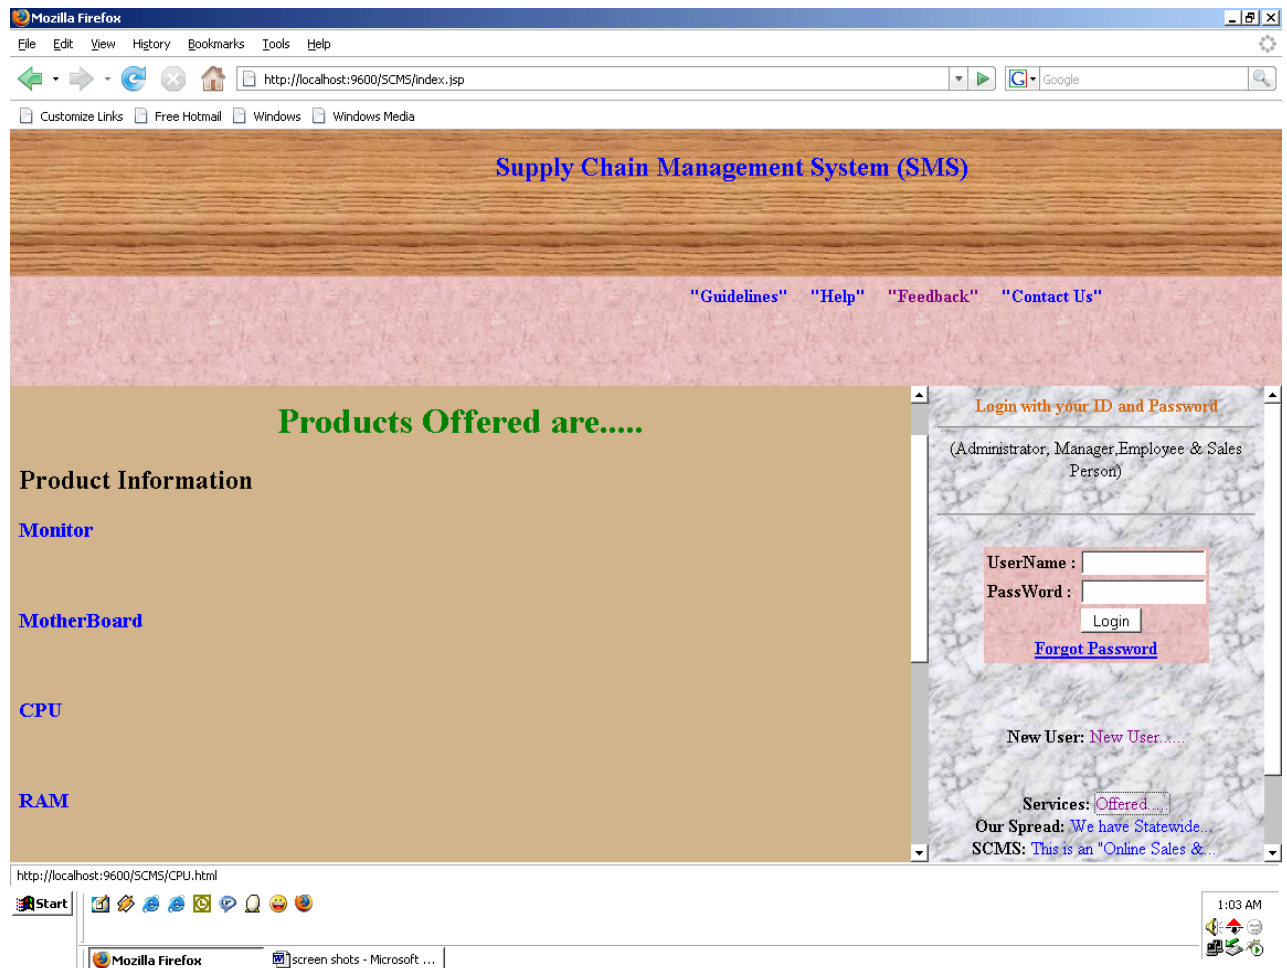 Mozilla Firefox
File Edit View History Bookmarks Tools Help
http://localhost:9600/SCMS/index.jsp
G Google
Customize Links Free Hotmail Windows Windows Media
Supply Chain Management System (SMS)
"Guidelines" "Help" "Feedback" "Contact Us"
Products Offered are.....
Product Information
Monitor
MotherBoard
CPU
RAM
Login with your ID and Password
(Administrator, Manager,Employee & Sales
Person)
UserName :
PassWord :
Login
Forgot Password
New User: New User......
Services: Offered.....
Our Spread: We have Statewide...
SCMS: This is an "Online Sales &...
http://localhost:9600/SCMS/CPU.html
Start
1:03 AM
Mozilla Firefox
screen shots - Microsoft ...